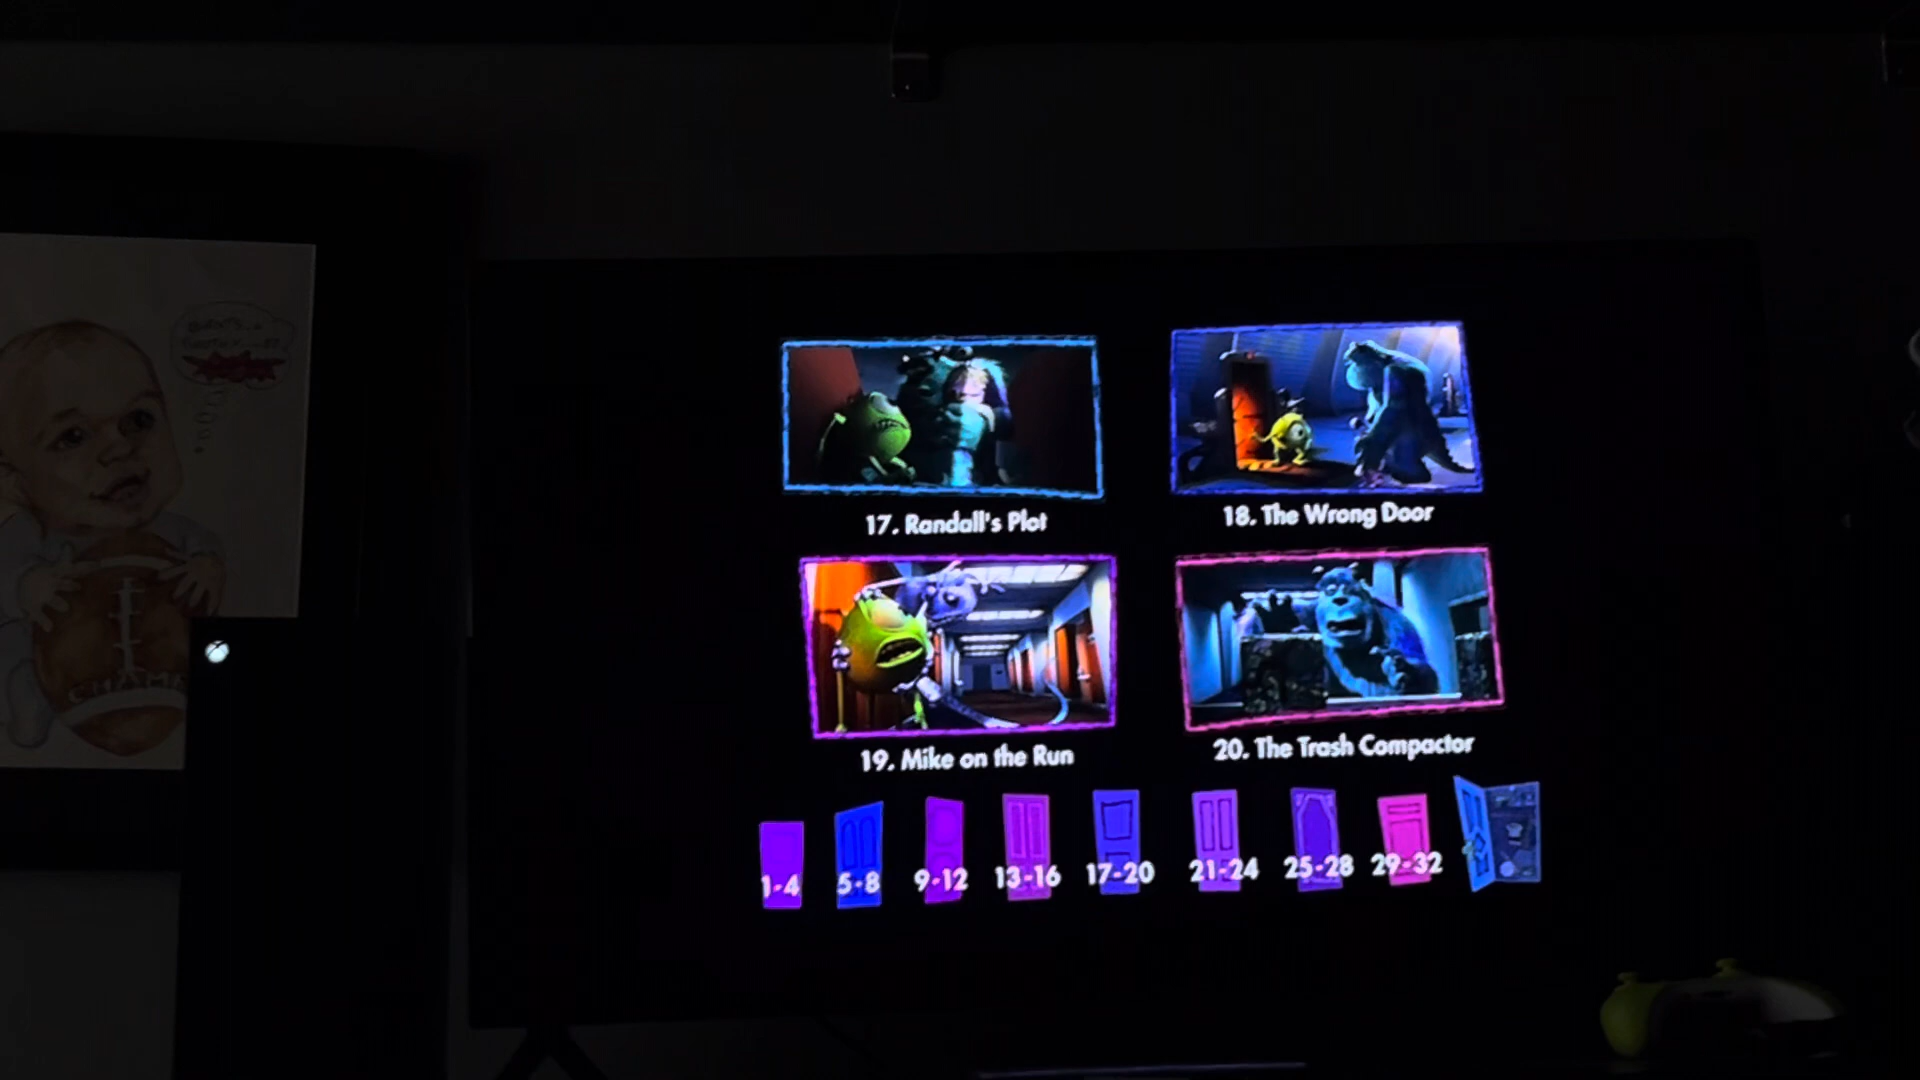 17. Randall's Plot
18. The Wrong Door
19. Mike on the Run
20. The Trash Compactor
1-4 5-8 9-12 13-16 17-20 21-24 25-28 29-32